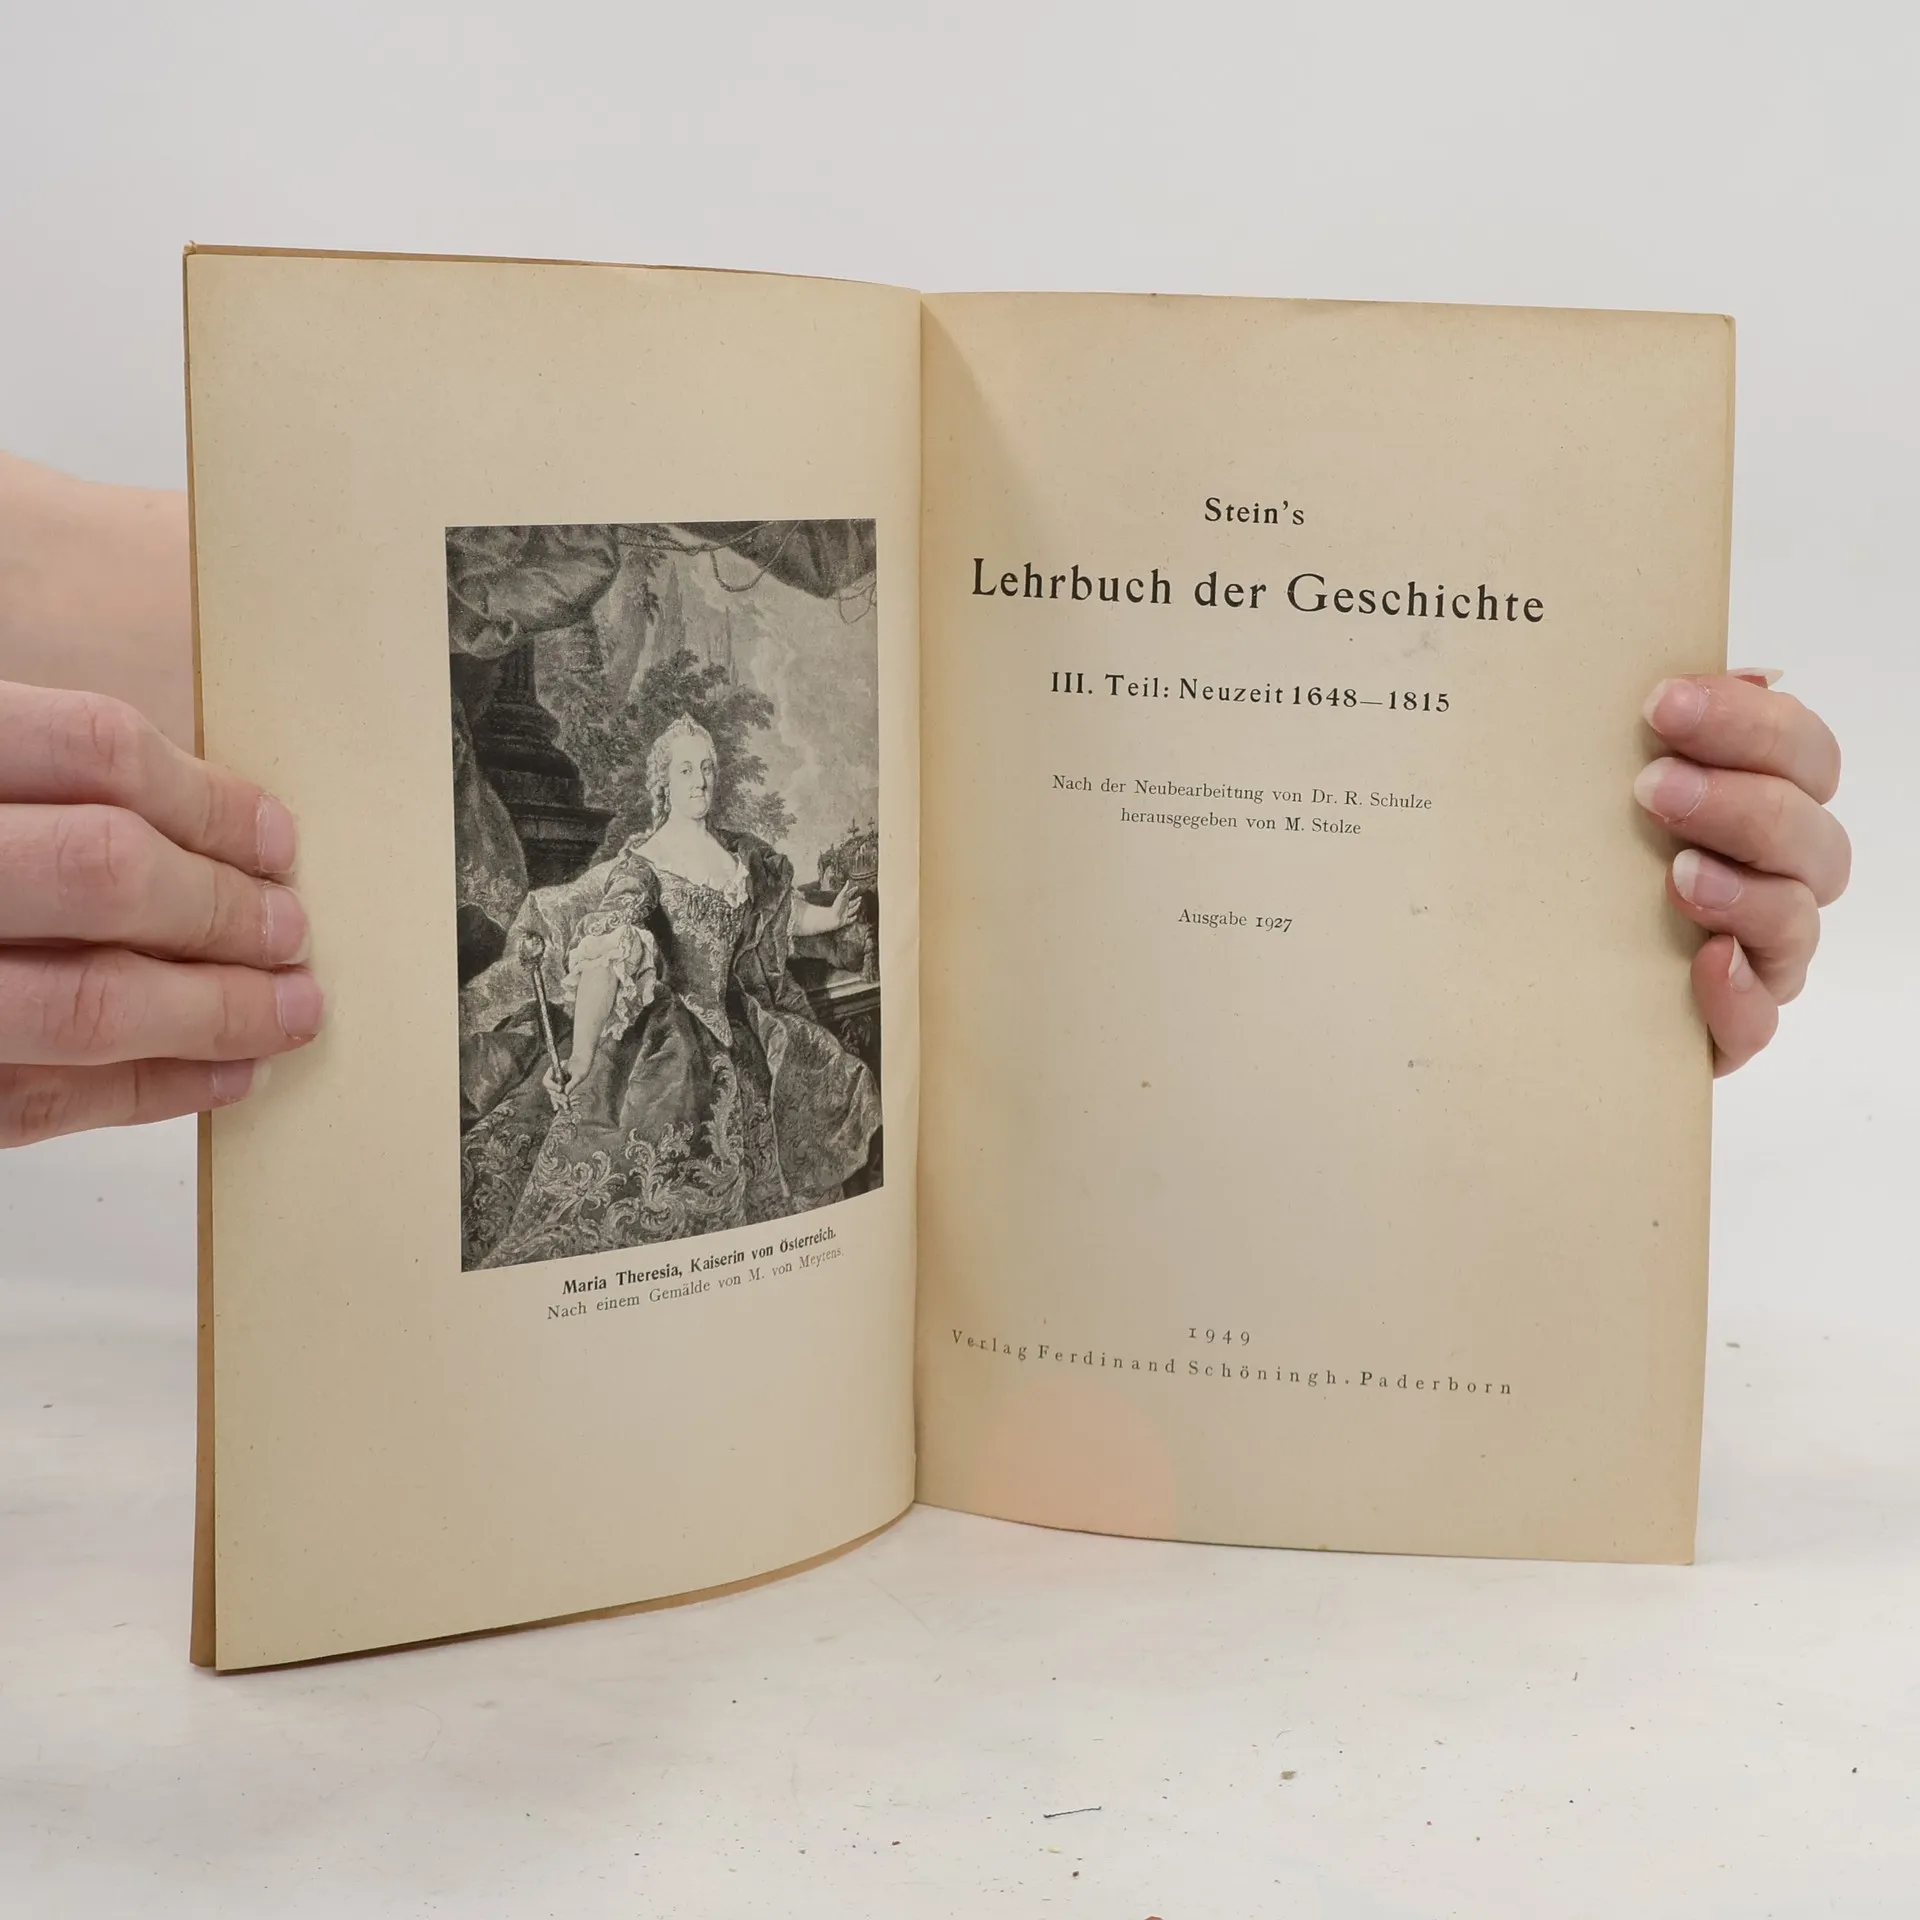 Maria Theresia, Kaiserin von Österreich.
Nach einem Gemälde von M. von Meytens.
Stein's
Lehrbuch der Geschichte
III. Teil: Neuzeit 1648—1815
Nach der Neubearbeitung von Dr. R. Schulze
herausgegeben von M. Stolze
Ausgabe 1927
1949
Verlag Ferdinand Schöningh. Paderborn